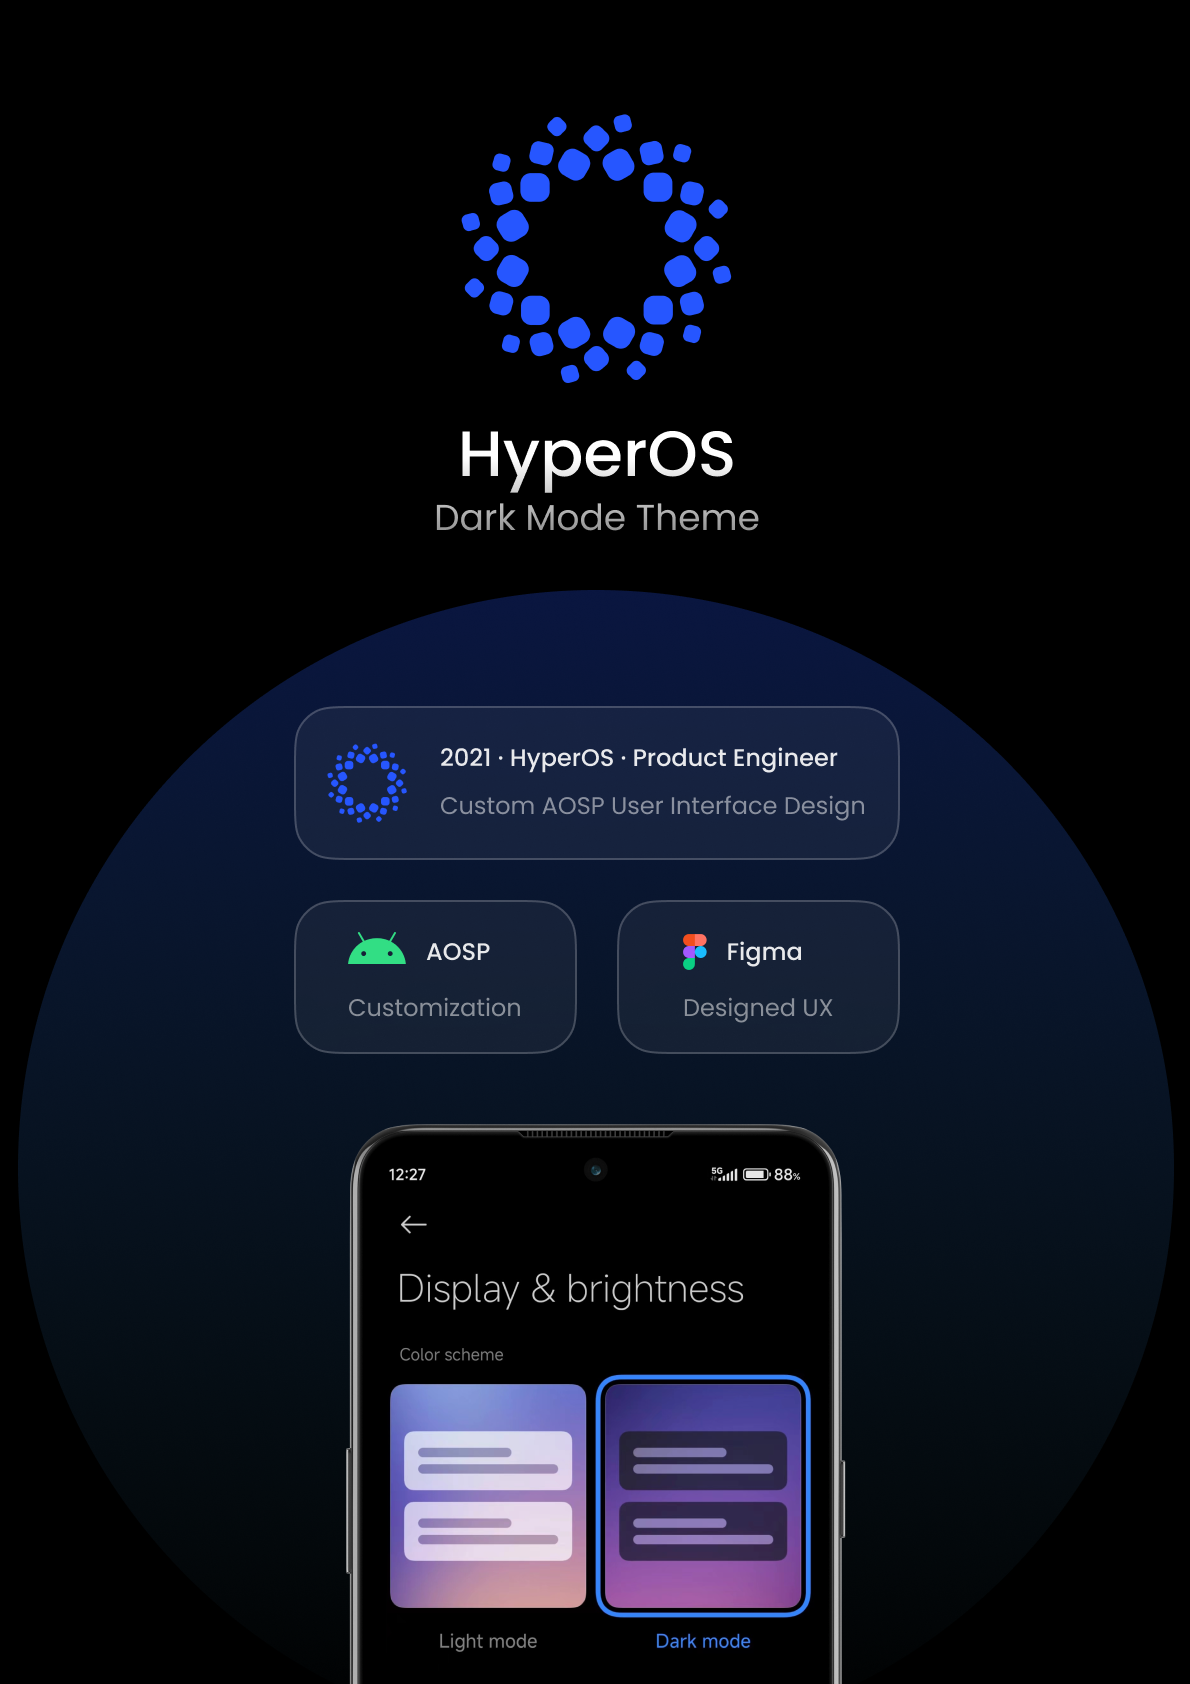 HyperOS
Dark Mode Theme
2021 · HyperOS · Product Engineer
Custom AOSP User Interface Design
AOSP
Customization
Figma
Designed UX
12:27
5G
88%
Display & brightness
Color scheme
Light mode
Dark mode